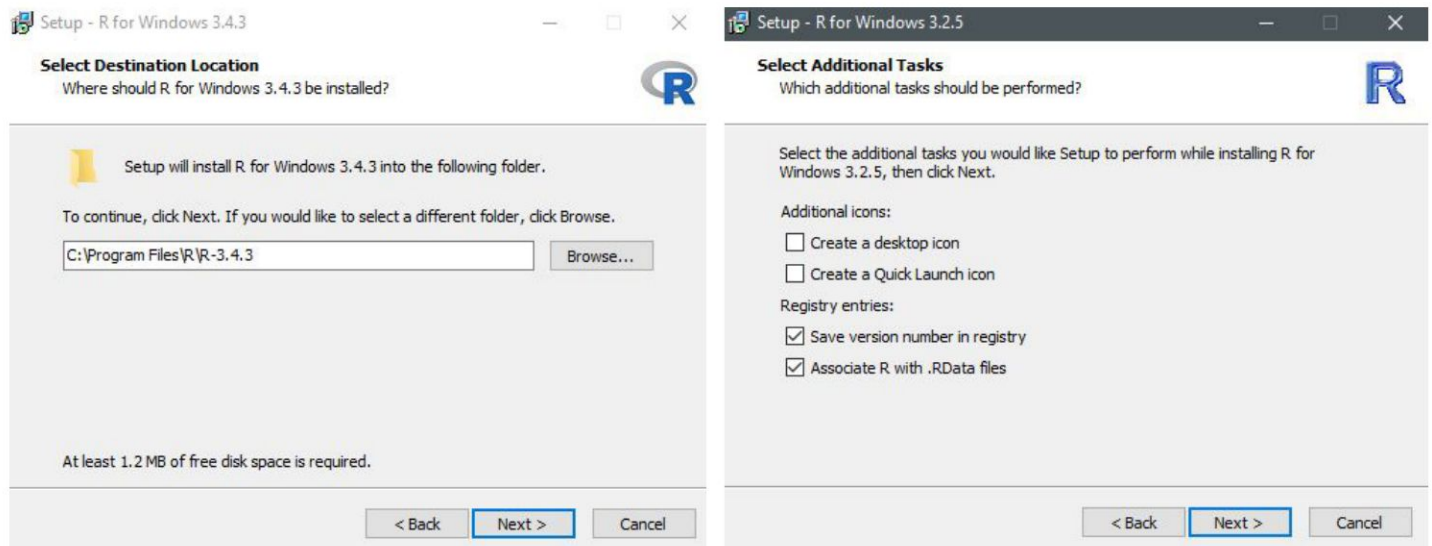 Setup - R for Windows 3.4.3
Select Destination Location
Where should R for Windows 3.4.3 be installed?
R
Setup will install R for Windows 3.4.3 into the following folder.
To continue, click Next. If you would like to select a different folder, click Browse.
C:\Program Files\R\R-3.4.3
Browse...
At least 1.2 MB of free disk space is required.
< Back
Next >
Cancel
Setup - R for Windows 3.2.5
Select Additional Tasks
Which additional tasks should be performed?
R
Select the additional tasks you would like Setup to perform while installing R for
Windows 3.2.5, then click Next.
Additional icons:
Create a desktop icon
Create a Quick Launch icon
Registry entries:
Save version number in registry
Associate R with .RData files
< Back
Next >
Cancel